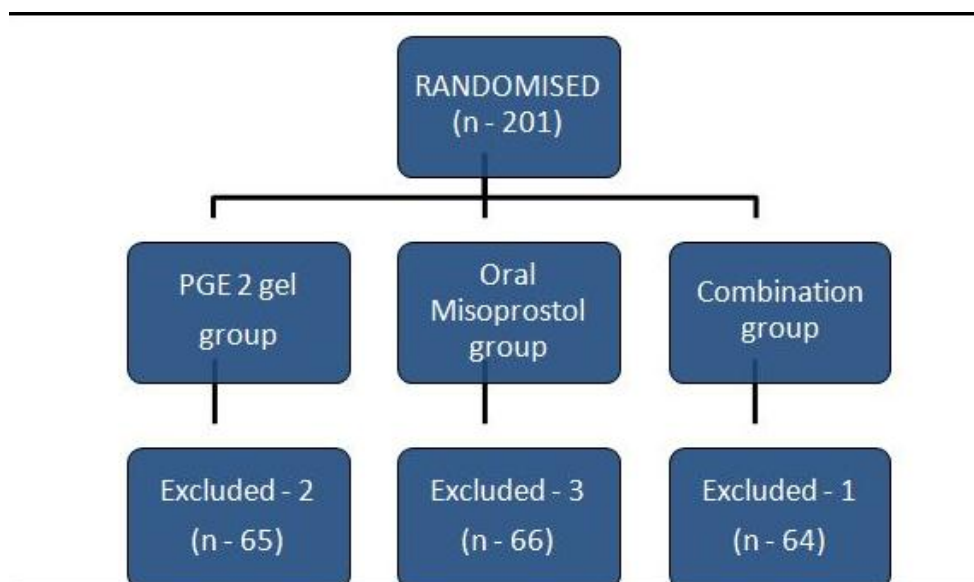 RANDOMISED
(n - 201)
PGE 2 gel
group
Oral
Misoprostol
group
Combination
group
Excluded - 2
(n - 65)
Excluded - 3
(n - 66)
Excluded - 1
(n - 64)